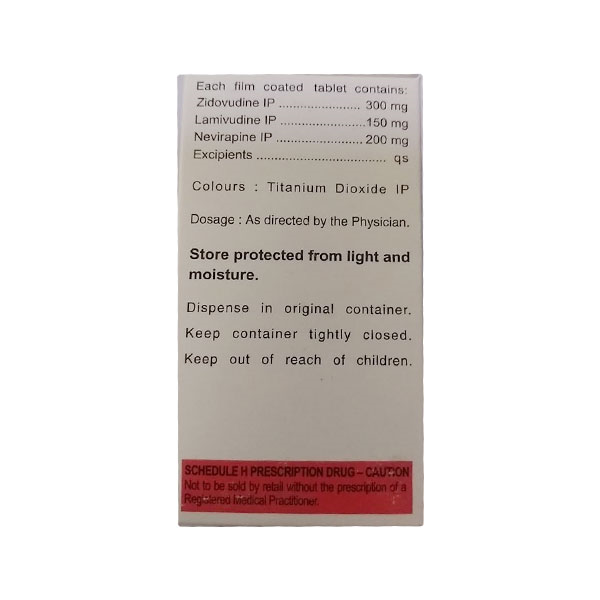 Each film coated tablet contains:
Zidovudine IP ........................ 300 mg
Lamivudine IP .........................150 mg
Nevirapine IP ......................... 200 mg
Excipients ..................................... qs
Colours : Titanium Dioxide IP
Dosage : As directed by the Physician.
Store protected from light and
moisture.
Dispense in original container.
Keep container tightly closed.
Keep out of reach of children.
SCHEDULE H PRESCRIPTION DRUG – CAUTION
Not to be sold by retail without the prescription of a
Registered Medical Practitioner.